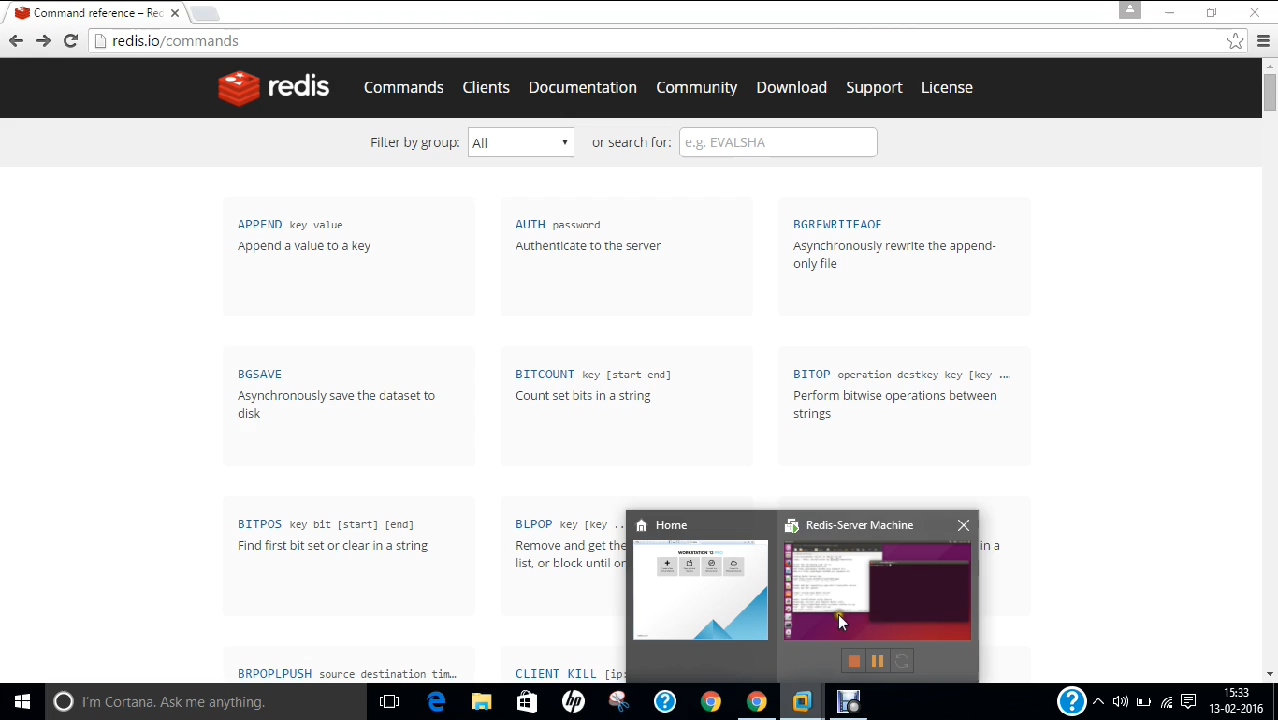 Command reference – Red
redis.io/commands
redis Commands Clients Documentation Community Download Support License
Filter by group: All or search for: e.g. EVALSHA
APPEND key value
Append a value to a key
AUTH password
Authenticate to the server
BGREWRITEAOF
Asynchronously rewrite the append-
only file
BGSAVE
Asynchronously save the dataset to
disk
BITCOUNT key [start end]
Count set bits in a string
BITOP operation destkey key [key ...
Perform bitwise operations between
strings
BITPOS key bit [start] [end]
Find first bit set or clear in a string
BLPOP key [key ...
Remove and get the
list, or block until on
n a
BRPOPLPUSH source destination tim...
CLIENT KILL [ip:
Home
WORKSTATION 12 PRO
Redis-Server Machine
I'm Cortana. Ask me anything.
15:33
13-02-2016